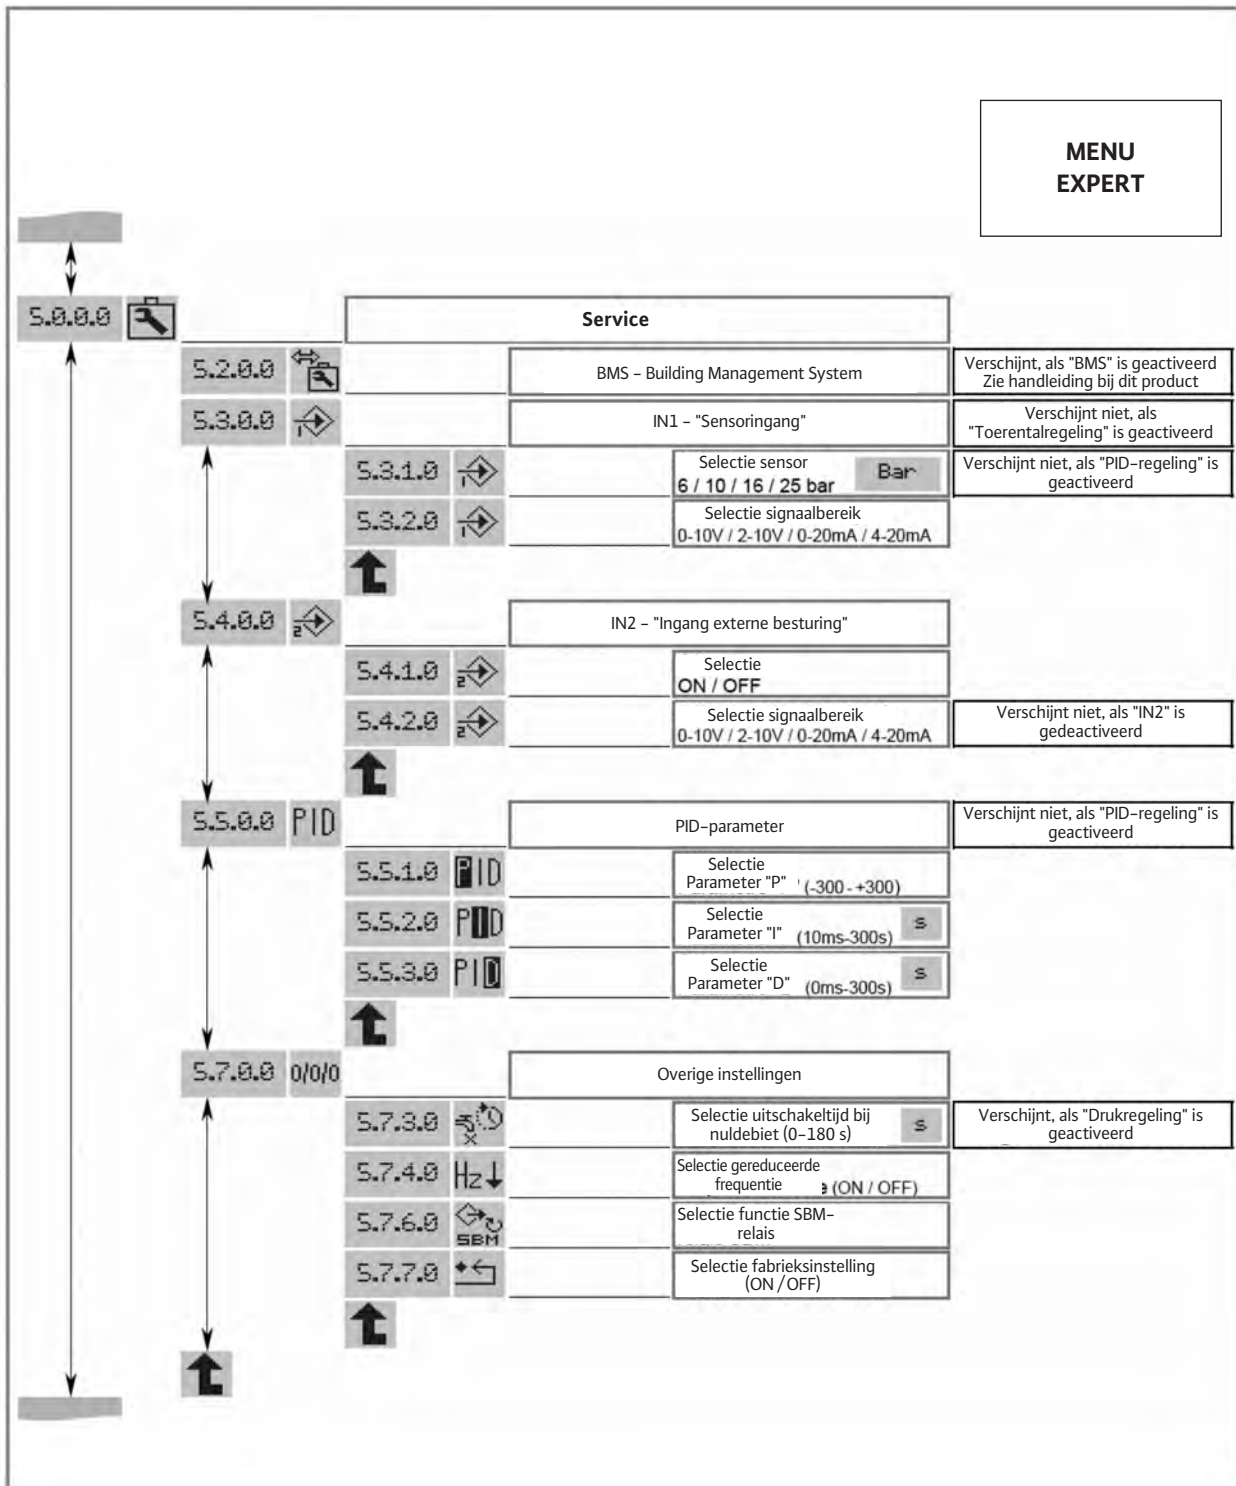 MENU
EXPERT
5.0.0.0
Service
5.2.0.0
BMS – Building Management System
Verschijnt, als "BMS" is geactiveerd
Zie handleiding bij dit product
5.3.0.0
1
IN1 – "Sensoringang"
Verschijnt niet, als
"Toerentalregeling" is geactiveerd
5.3.1.0
1
Selectie sensor
6 / 10 / 16 / 25 bar
Bar
Verschijnt niet, als "PID-regeling" is
geactiveerd
5.3.2.0
1
Selectie signaalbereik
0-10V / 2-10V / 0-20mA / 4-20mA
5.4.0.0
2
IN2 – "Ingang externe besturing"
5.4.1.0
2
Selectie
ON / OFF
5.4.2.0
2
Selectie signaalbereik
0-10V / 2-10V / 0-20mA / 4-20mA
Verschijnt niet, als "IN2" is
gedeactiveerd
5.5.0.0
PID
PID-parameter
Verschijnt niet, als "PID-regeling" is
geactiveerd
5.5.1.0
PID
Selectie
Parameter "P" (-300 - +300)
5.5.2.0
PID
Selectie
Parameter "I" (10ms-300s)
s
5.5.3.0
PID
Selectie
Parameter "D" (0ms-300s)
s
5.7.0.0
0/0/0
Overige instellingen
5.7.3.0
Selectie uitschakeltijd bij
nuldebiet (0–180 s)
s
Verschijnt, als "Drukregeling" is
geactiveerd
5.7.4.0
Hz
Selectie gereduceerde
frequentie (ON / OFF)
5.7.6.0
SBM
Selectie functie SBM-
relais
5.7.7.0
Selectie fabrieksinstelling
(ON / OFF)